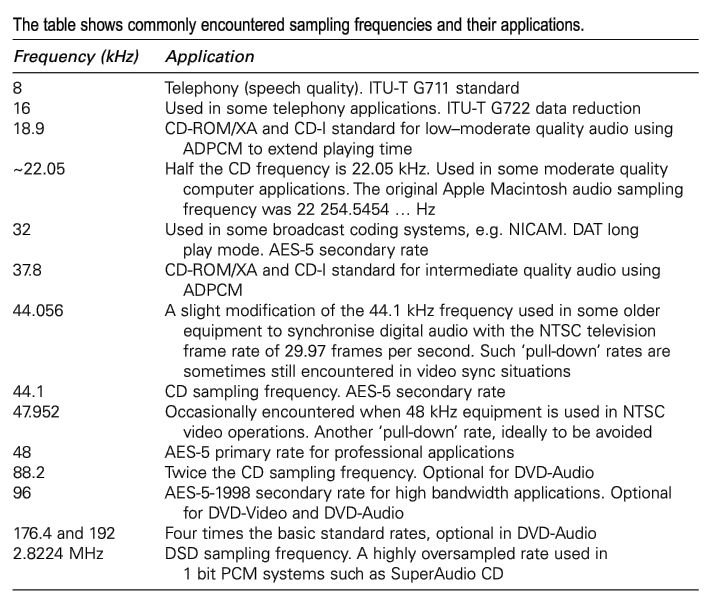 The table shows commonly encountered sampling frequencies and their applications.
Frequency (kHz) Application
8 Telephony (speech quality). ITU-T G711 standard
16 Used in some telephony applications. ITU-T G722 data reduction
18.9 CD-ROM/XA and CD-I standard for low–moderate quality audio using
ADPCM to extend playing time
~22.05 Half the CD frequency is 22.05 kHz. Used in some moderate quality
computer applications. The original Apple Macintosh audio sampling
frequency was 22 254.5454 … Hz
32 Used in some broadcast coding systems, e.g. NICAM. DAT long
play mode. AES-5 secondary rate
37.8 CD-ROM/XA and CD-I standard for intermediate quality audio using
ADPCM
44.056 A slight modification of the 44.1 kHz frequency used in some older
equipment to synchronise digital audio with the NTSC television
frame rate of 29.97 frames per second. Such ‘pull-down’ rates are
sometimes still encountered in video sync situations
44.1 CD sampling frequency. AES-5 secondary rate
47.952 Occasionally encountered when 48 kHz equipment is used in NTSC
video operations. Another ‘pull-down’ rate, ideally to be avoided
48 AES-5 primary rate for professional applications
88.2 Twice the CD sampling frequency. Optional for DVD-Audio
96 AES-5-1998 secondary rate for high bandwidth applications. Optional
for DVD-Video and DVD-Audio
176.4 and 192 Four times the basic standard rates, optional in DVD-Audio
2.8224 MHz DSD sampling frequency. A highly oversampled rate used in
1 bit PCM systems such as SuperAudio CD